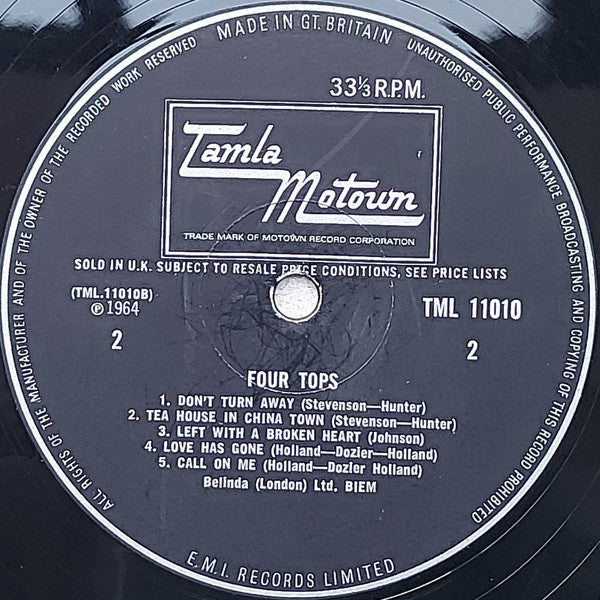 MADE IN GT. BRITAIN
UNAUTHORISED PUBLIC PERFORMANCE BROADCASTING AND COPYING OF THIS RECORD PROHIBITED
E.M.I. RECORDS LIMITED
ALL RIGHTS OF THE MANUFACTURER AND OF THE OWNER OF THE RECORDED WORK RESERVED
33⅓ R.P.M.
Tamla
Motown
TRADE MARK OF MOTOWN RECORD CORPORATION
SOLD IN U.K. SUBJECT TO RESALE PRICE CONDITIONS, SEE PRICE LISTS
(TML.11010B)
℗ 1964
2
TML 11010
2
FOUR TOPS
1. DON'T TURN AWAY (Stevenson—Hunter)
2. TEA HOUSE IN CHINA TOWN (Stevenson—Hunter)
3. LEFT WITH A BROKEN HEART (Johnson)
4. LOVE HAS GONE (Holland—Dozier—Holland)
5. CALL ON ME (Holland—Dozier Holland)
Belinda (London) Ltd. BIEM